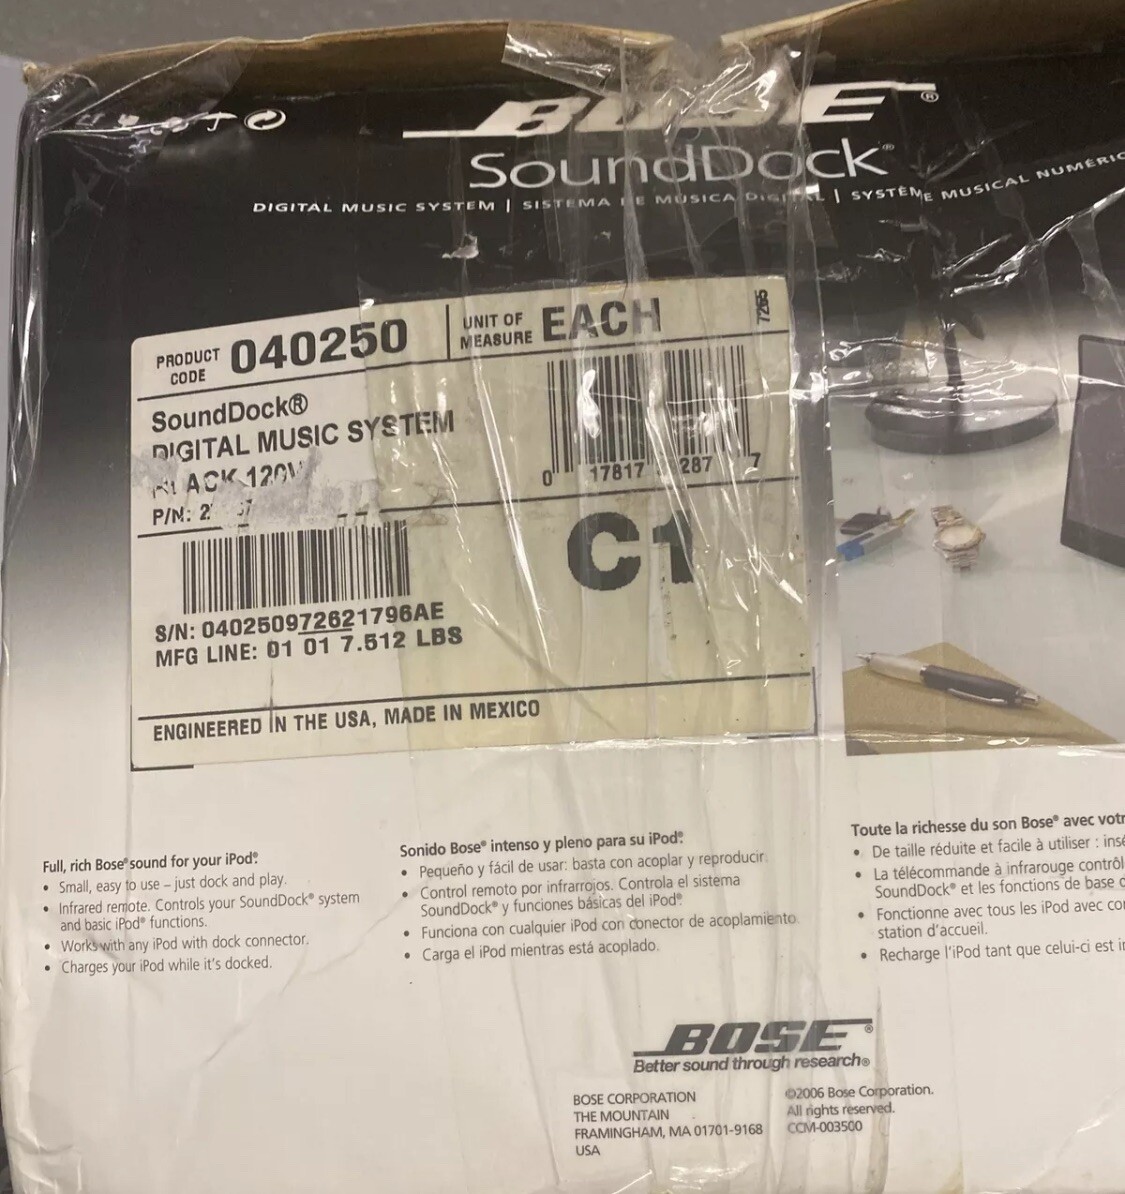 BOSE®
SoundDock®
DIGITAL MUSIC SYSTEM | SISTEMA DE MÚSICA DIGITAL | SYSTÈME MUSICAL NUMÉRIC
PRODUCT CODE 040250
UNIT OF MEASURE EACH
7265
SoundDock®
DIGITAL MUSIC SYSTEM
120V
P/N: 2
0 17817 287 7
C1
S/N: 040250972621796AE
MFG LINE: 01 01 7.512 LBS
ENGINEERED IN THE USA, MADE IN MEXICO
Full, rich Bose® sound for your iPod®.
• Small, easy to use – just dock and play.
• Infrared remote. Controls your SoundDock® system
and basic iPod® functions.
• Works with any iPod with dock connector.
• Charges your iPod while it's docked.
Sonido Bose® intenso y pleno para su iPod®.
• Pequeño y fácil de usar: basta con acoplar y reproducir.
• Control remoto por infrarrojos. Controla el sistema
SoundDock® y funciones básicas del iPod®
• Funciona con cualquier iPod con conector de acoplamiento.
• Carga el iPod mientras está acoplado.
Toute la richesse du son Bose® avec votr
• De taille réduite et facile à utiliser : insé
• La télécommande à infrarouge contrôl
SoundDock® et les fonctions de base d
• Fonctionne avec tous les iPod avec con
station d'accueil.
• Recharge l'iPod tant que celui-ci est in
BOSE®
Better sound through research®
BOSE CORPORATION
THE MOUNTAIN
FRAMINGHAM, MA 01701-9168
USA
©2006 Bose Corporation.
All rights reserved.
CCM-003500